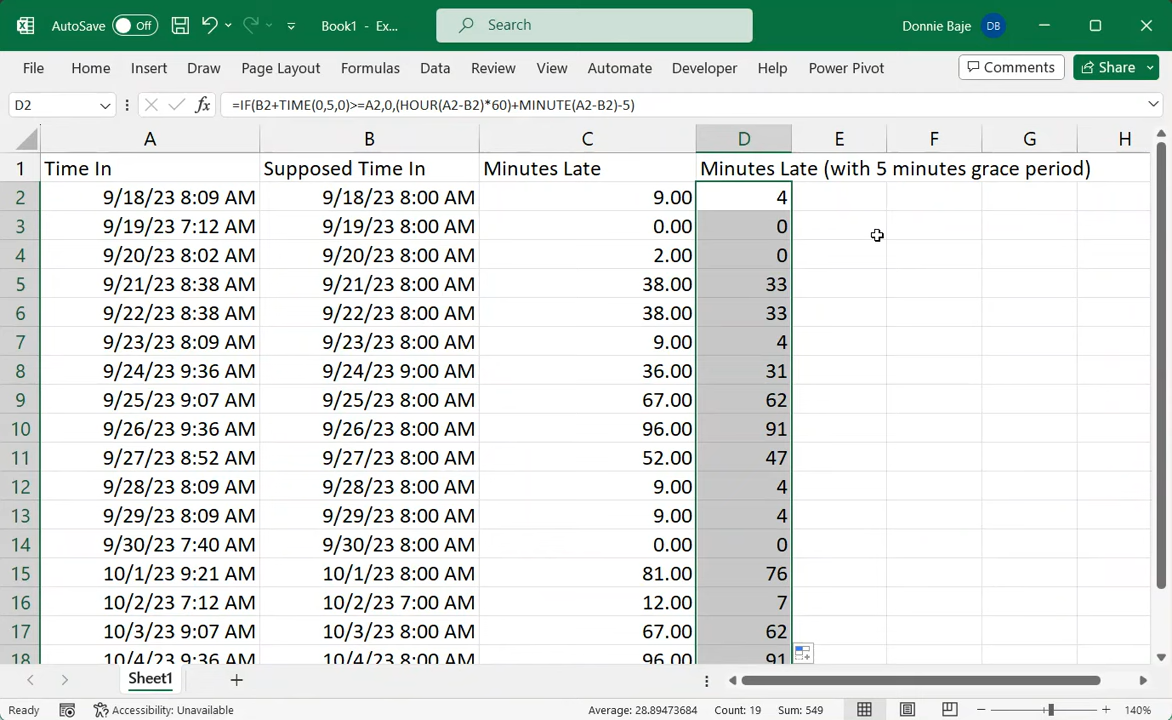 AutoSave Off Book1 - Ex... Search Donnie Baje DB
File Home Insert Draw Page Layout Formulas Data Review View Automate Developer Help Power Pivot Comments Share
D2 fx =IF(B2+TIME(0,5,0)>=A2,0,(HOUR(A2-B2)*60)+MINUTE(A2-B2)-5)
A B C D E F G H
1 Time In Supposed Time In Minutes Late Minutes Late (with 5 minutes grace period)
2 9/18/23 8:09 AM 9/18/23 8:00 AM 9.00 4
3 9/19/23 7:12 AM 9/19/23 8:00 AM 0.00 0
4 9/20/23 8:02 AM 9/20/23 8:00 AM 2.00 0
5 9/21/23 8:38 AM 9/21/23 8:00 AM 38.00 33
6 9/22/23 8:38 AM 9/22/23 8:00 AM 38.00 33
7 9/23/23 8:09 AM 9/23/23 8:00 AM 9.00 4
8 9/24/23 9:36 AM 9/24/23 9:00 AM 36.00 31
9 9/25/23 9:07 AM 9/25/23 8:00 AM 67.00 62
10 9/26/23 9:36 AM 9/26/23 8:00 AM 96.00 91
11 9/27/23 8:52 AM 9/27/23 8:00 AM 52.00 47
12 9/28/23 8:09 AM 9/28/23 8:00 AM 9.00 4
13 9/29/23 8:09 AM 9/29/23 8:00 AM 9.00 4
14 9/30/23 7:40 AM 9/30/23 8:00 AM 0.00 0
15 10/1/23 9:21 AM 10/1/23 8:00 AM 81.00 76
16 10/2/23 7:12 AM 10/2/23 7:00 AM 12.00 7
17 10/3/23 9:07 AM 10/3/23 8:00 AM 67.00 62
18 10/4/23 9:36 AM 10/4/23 8:00 AM 96.00 91
Sheet1
Ready Accessibility: Unavailable Average: 28.89473684 Count: 19 Sum: 549 140%